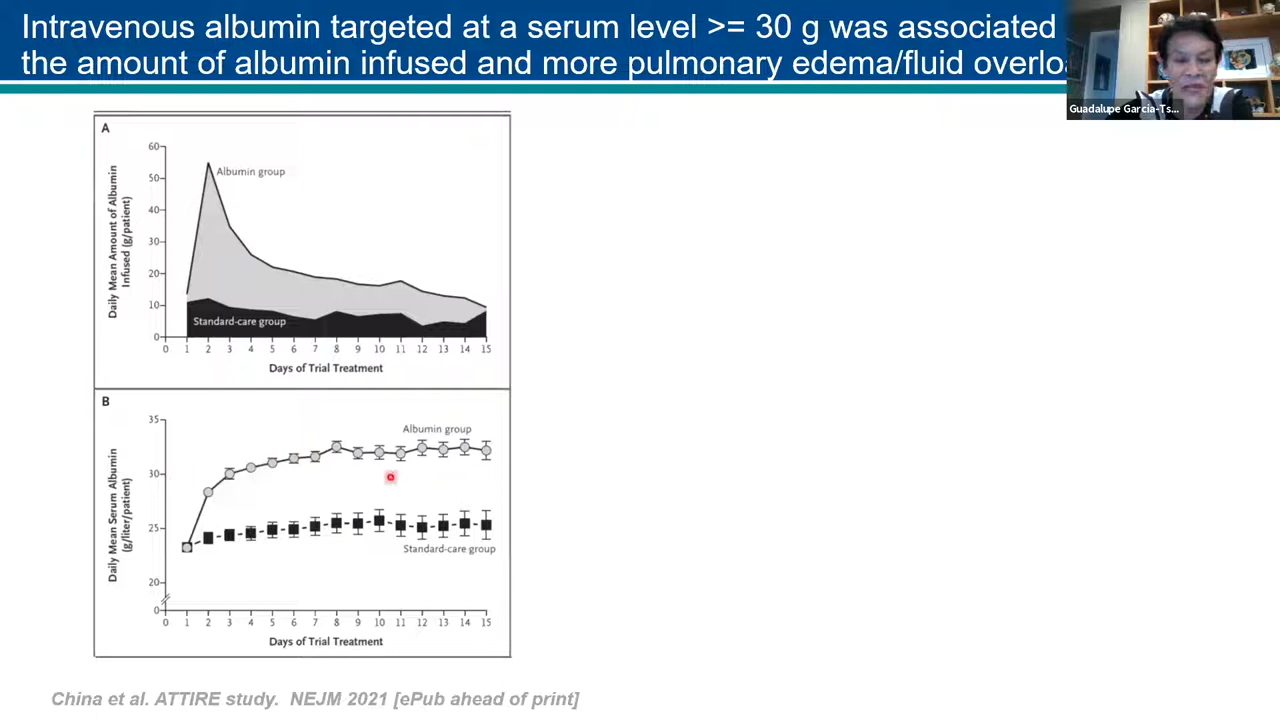 Intravenous albumin targeted at a serum level >= 30 g was associated
the amount of albumin infused and more pulmonary edema/fluid overlo
Guadalupe Garcia-Ts...
A
Daily Mean Amount of Albumin
Infused (g/patient)
60
50
40
30
20
10
0
Albumin group
Standard-care group
0 1 2 3 4 5 6 7 8 9 10 11 12 13 14 15
Days of Trial Treatment
B
Daily Mean Serum Albumin
(g/liter/patient)
35
30
25
20
0
Albumin group
Standard-care group
0 1 2 3 4 5 6 7 8 9 10 11 12 13 14 15
Days of Trial Treatment
China et al. ATTIRE study. NEJM 2021 [ePub ahead of print]